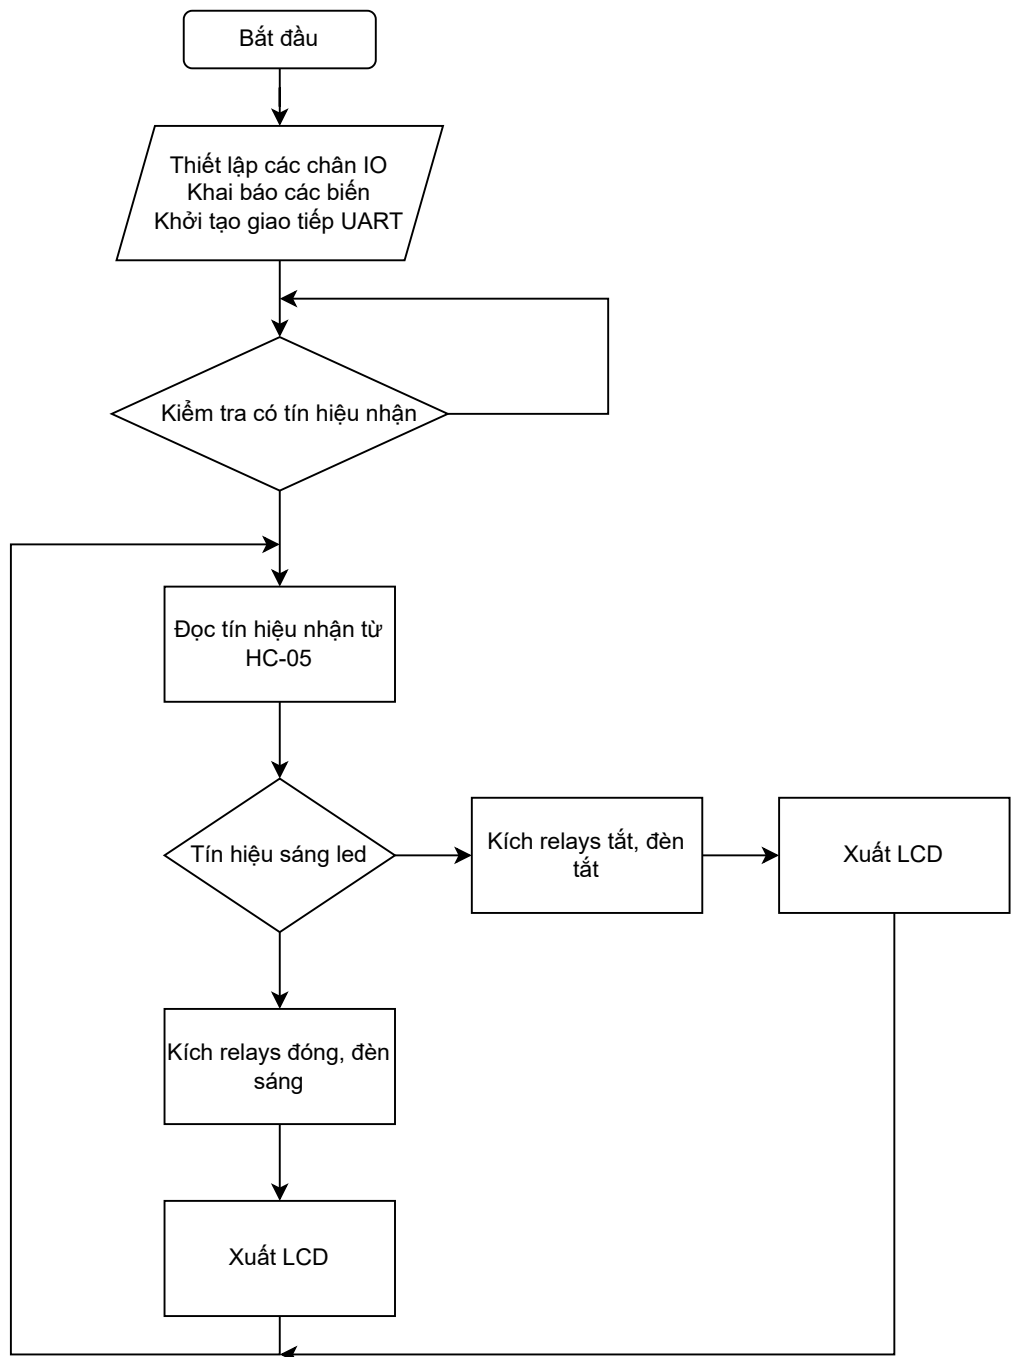 Bắt đầu
Thiết lập các chân IO
Khai báo các biến
Khởi tạo giao tiếp UART
Kiểm tra có tín hiệu nhận
Đọc tín hiệu nhận từ
HC-05
Tín hiệu sáng led
Kích relays tắt, đèn
tắt
Xuất LCD
Kích relays đóng, đèn
sáng
Xuất LCD